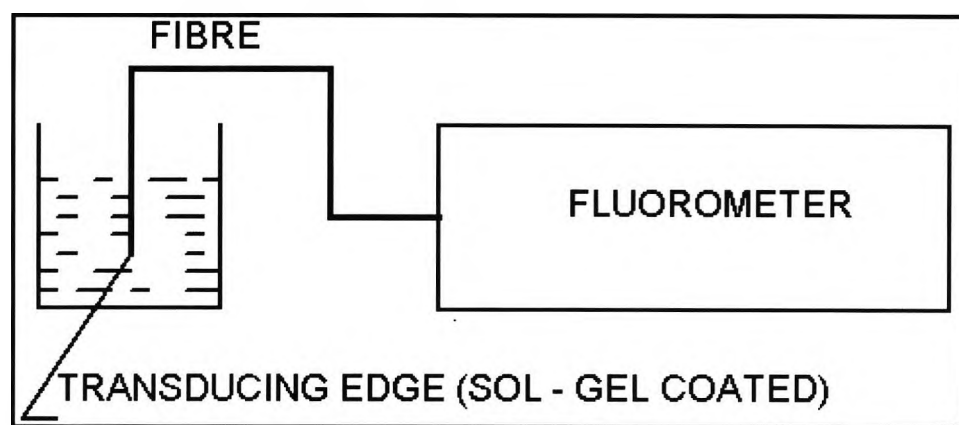 FIBRE
FLUOROMETER
TRANSDUCING EDGE (SOL - GEL COATED)